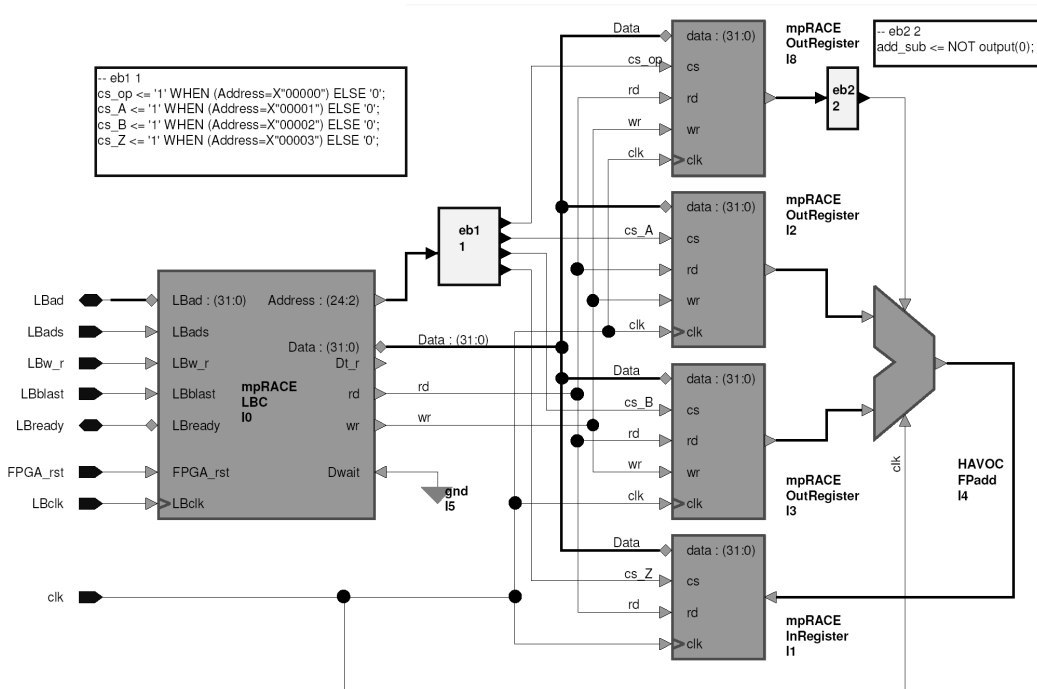 -- eb1 1
cs_op <= '1' WHEN (Address=X"00000") ELSE '0';
cs_A <= '1' WHEN (Address=X"00001") ELSE '0';
cs_B <= '1' WHEN (Address=X"00002") ELSE '0';
cs_Z <= '1' WHEN (Address=X"00003") ELSE '0';
-- eb2 2
add_sub <= NOT output(0);
Data
data : (31:0)
cs_op
cs
rd
rd
wr
wr
clk
clk
mpRACE
OutRegister
I8
eb2
2
eb1
1
data : (31:0)
cs_A
cs
rd
wr
clk
clk
mpRACE
OutRegister
I2
LBad
LBads
LBw_r
LBblast
LBready
FPGA_rst
LBclk
LBad : (31:0)
LBads
LBw_r
LBblast
LBready
FPGA_rst
LBclk
mpRACE
LBC
I0
Address : (24:2)
Data : (31:0)
Dt_r
rd
wr
Dwait
Data : (31:0)
rd
wr
gnd
I5
Data
data : (31:0)
cs_B
cs
rd
rd
wr
wr
clk
clk
mpRACE
OutRegister
I3
clk
HAVOC
FPadd
I4
Data
data : (31:0)
cs_Z
cs
rd
rd
clk
mpRACE
InRegister
I1
clk